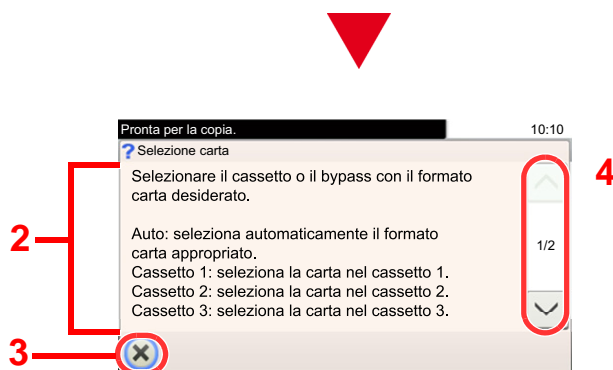 Pronta per la copia. 10:10
? Selezione carta
Selezionare il cassetto o il bypass con il formato
carta desiderato.
Auto: seleziona automaticamente il formato
carta appropriato.
Cassetto 1: seleziona la carta nel cassetto 1.
Cassetto 2: seleziona la carta nel cassetto 2.
Cassetto 3: seleziona la carta nel cassetto 3.
1/2
2
3
4